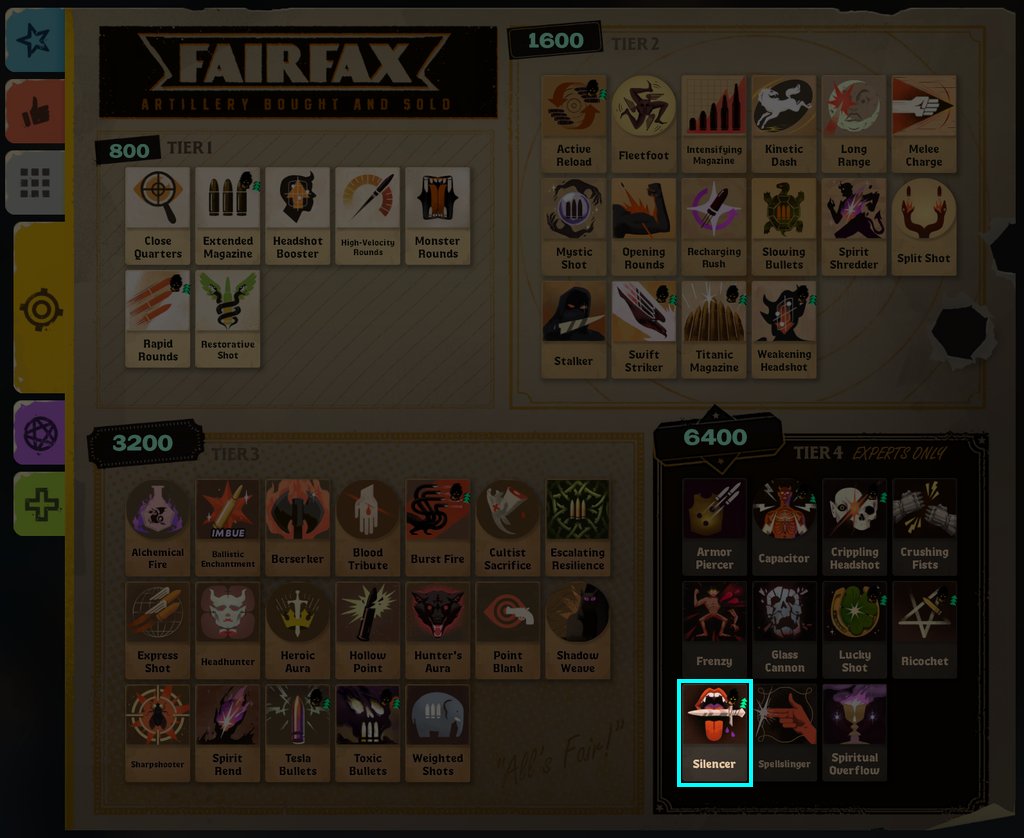 FAIRFAX
ARTILLERY BOUGHT AND SOLD
800 TIER 1
Close Quarters
Extended Magazine
Headshot Booster
High-Velocity Rounds
Monster Rounds
Rapid Rounds
Restorative Shot
1600 TIER 2
Active Reload
Fleetfoot
Intensifying Magazine
Kinetic Dash
Long Range
Melee Charge
Mystic Shot
Opening Rounds
Recharging Rush
Slowing Bullets
Spirit Shredder
Split Shot
Stalker
Swift Striker
Titanic Magazine
Weakening Headshot
3200 TIER 3
Alchemical Fire
IMBUE
Ballistic Enchantment
Berserker
Blood Tribute
Burst Fire
Cultist Sacrifice
Escalating Resilience
Express Shot
Headhunter
Heroic Aura
Hollow Point
Hunter's Aura
Point Blank
Shadow Weave
Sharpshooter
Spirit Rend
Tesla Bullets
Toxic Bullets
Weighted Shots
"All's Fair!"
6400 TIER 4 EXPERTS ONLY
Armor Piercer
Capacitor
Crippling Headshot
Crushing Fists
Frenzy
Glass Cannon
Lucky Shot
Ricochet
Silencer
Spellslinger
Spiritual Overflow